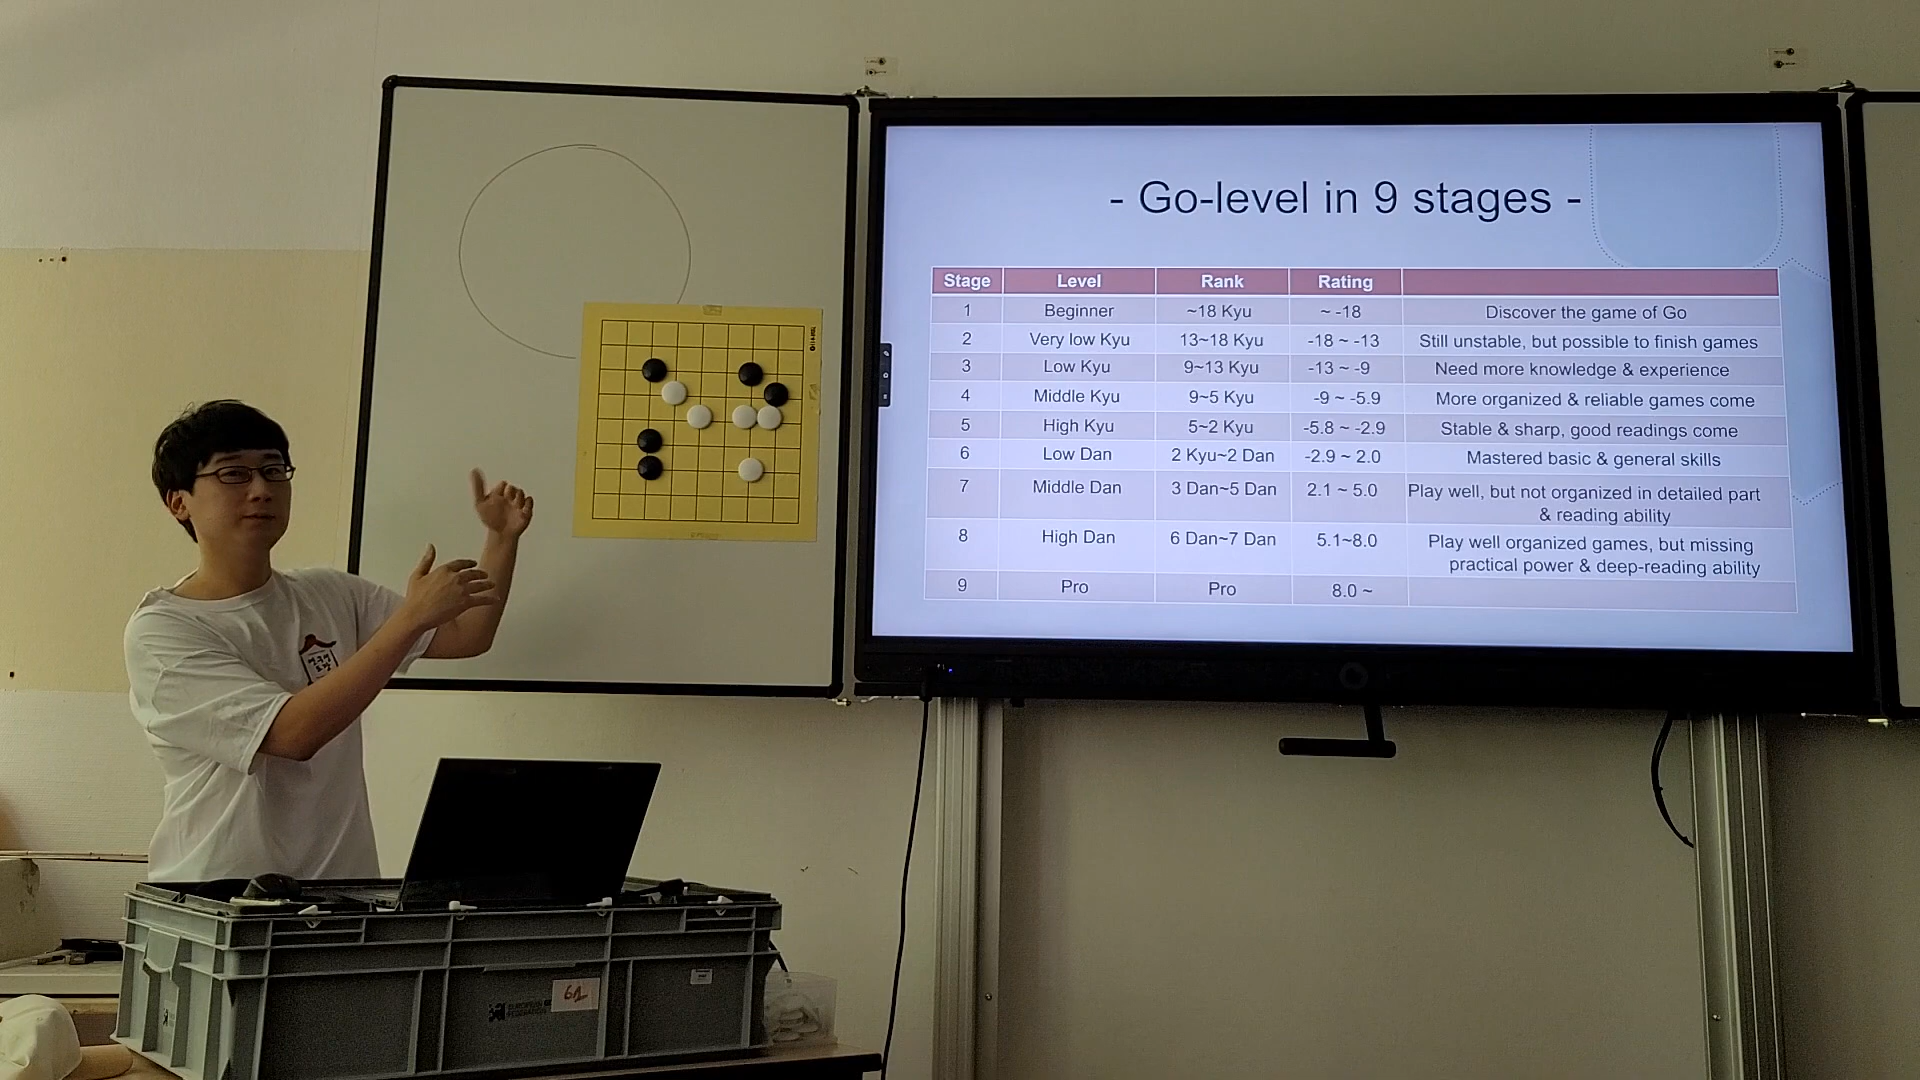 - Go-level in 9 stages -
Stage Level Rank Rating
1 Beginner ~18 Kyu ~ -18 Discover the game of Go
2 Very low Kyu 13~18 Kyu -18 ~ -13 Still unstable, but possible to finish games
3 Low Kyu 9~13 Kyu -13 ~ -9 Need more knowledge & experience
4 Middle Kyu 9~5 Kyu -9 ~ -5.9 More organized & reliable games come
5 High Kyu 5~2 Kyu -5.8 ~ -2.9 Stable & sharp, good readings come
6 Low Dan 2 Kyu~2 Dan -2.9 ~ 2.0 Mastered basic & general skills
7 Middle Dan 3 Dan~5 Dan 2.1 ~ 5.0 Play well, but not organized in detailed part
& reading ability
8 High Dan 6 Dan~7 Dan 5.1~8.0 Play well organized games, but missing
practical power & deep-reading ability
9 Pro Pro 8.0 ~
EUROPEAN GO
FEDERATION